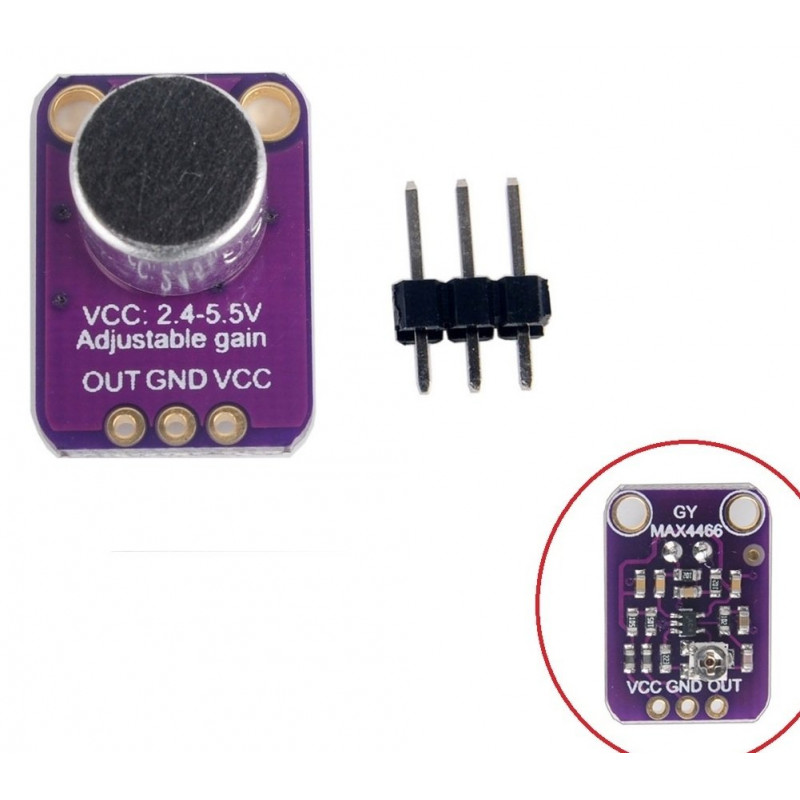 VCC: 2.4-5.5V
Adjustable gain
OUT GND VCC
GY
MAX4466
VCC GND OUT